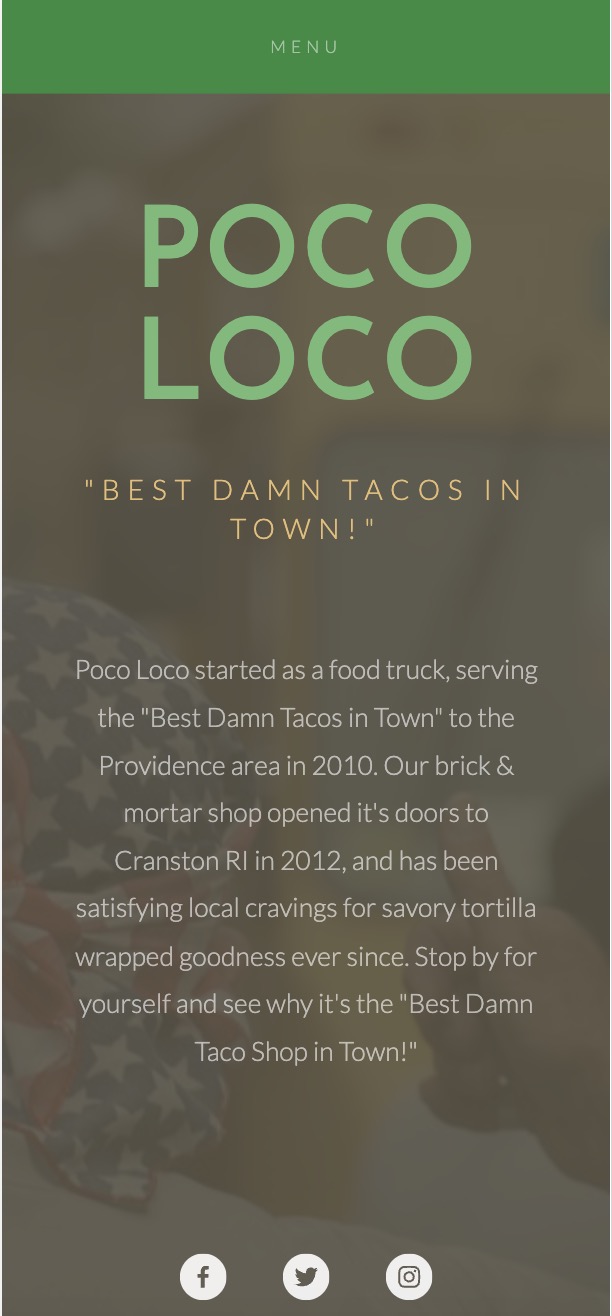 MENU
POCO
LOCO
"BEST DAMN TACOS IN
TOWN!"
Poco Loco started as a food truck, serving
the "Best Damn Tacos in Town" to the
Providence area in 2010. Our brick &
mortar shop opened it's doors to
Cranston RI in 2012, and has been
satisfying local cravings for savory tortilla
wrapped goodness ever since. Stop by for
yourself and see why it's the "Best Damn
Taco Shop in Town!"